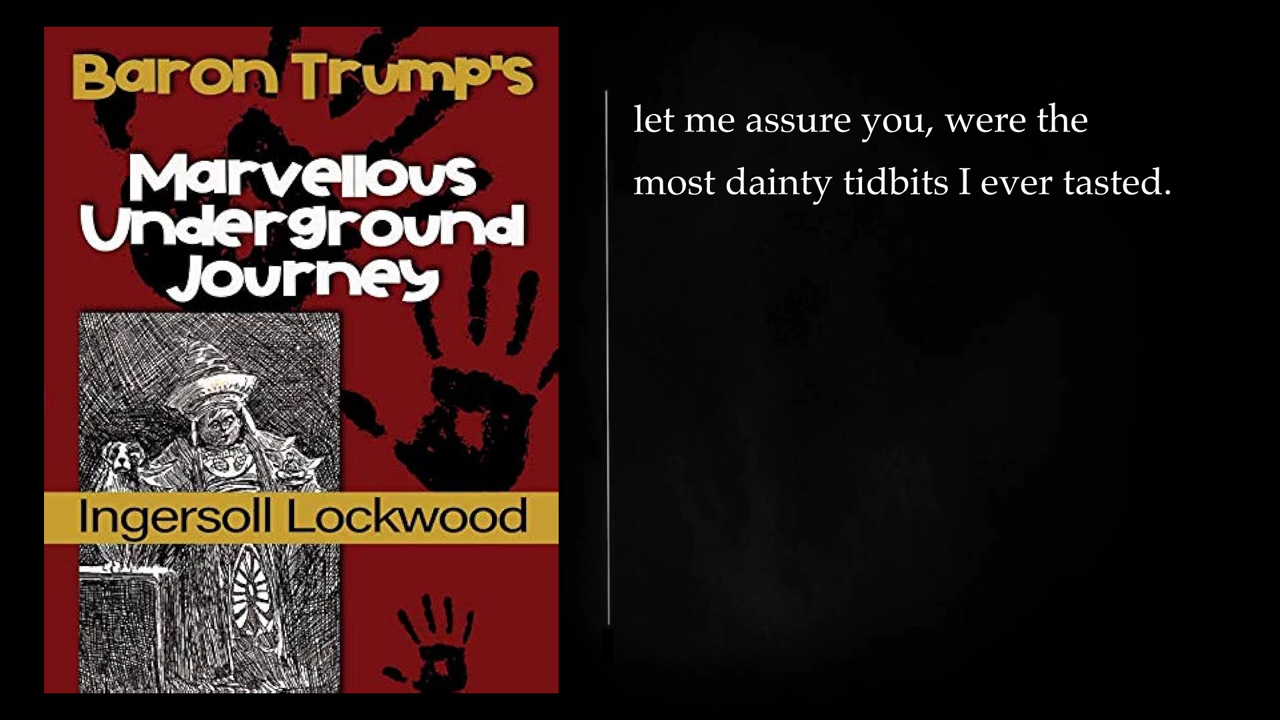 Baron Trump's
Marvellous
Underground
Journey
Ingersoll Lockwood
let me assure you, were the
most dainty tidbits I ever tasted.